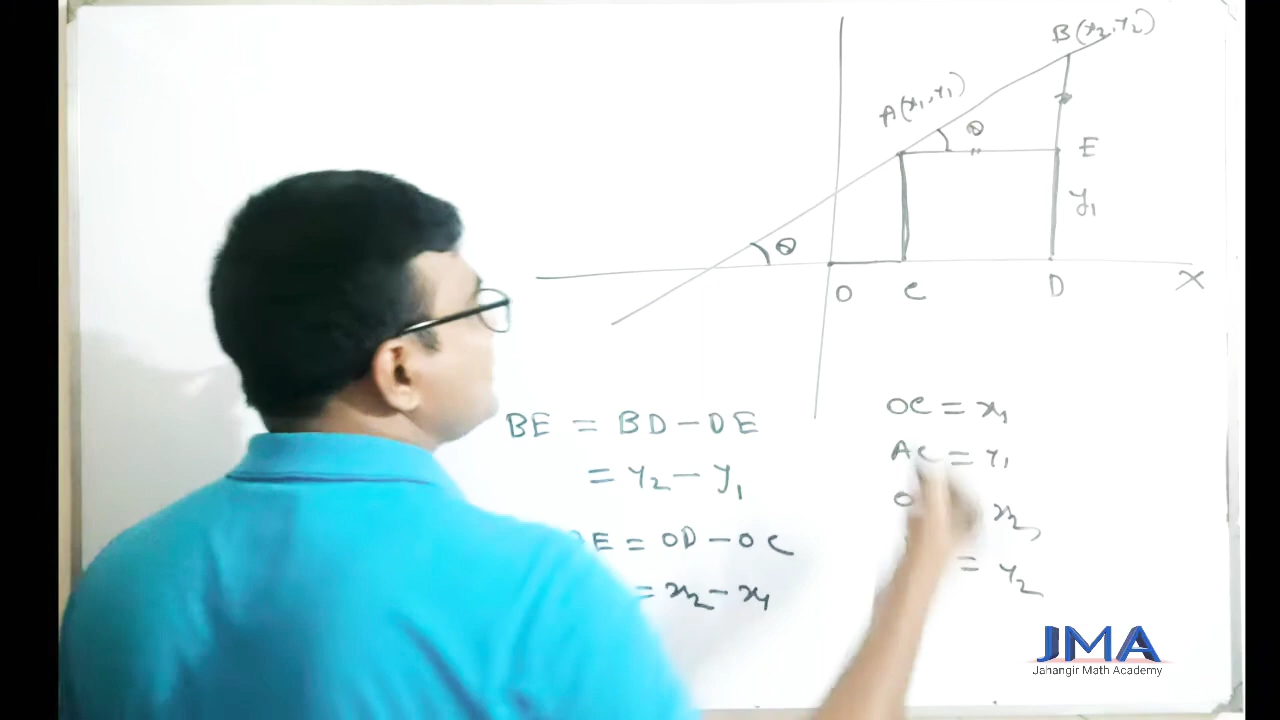 B(x₂, y₂)
A(x₁, y₁)
θ
E
y₁
θ
O C D X
BE = BD - DE
= y₂ - y₁
E = OD - OC
= x₂ - x₁
OC = x₁
AC = y₁
O x₂
= y₂
JMA
Jahangir Math Academy